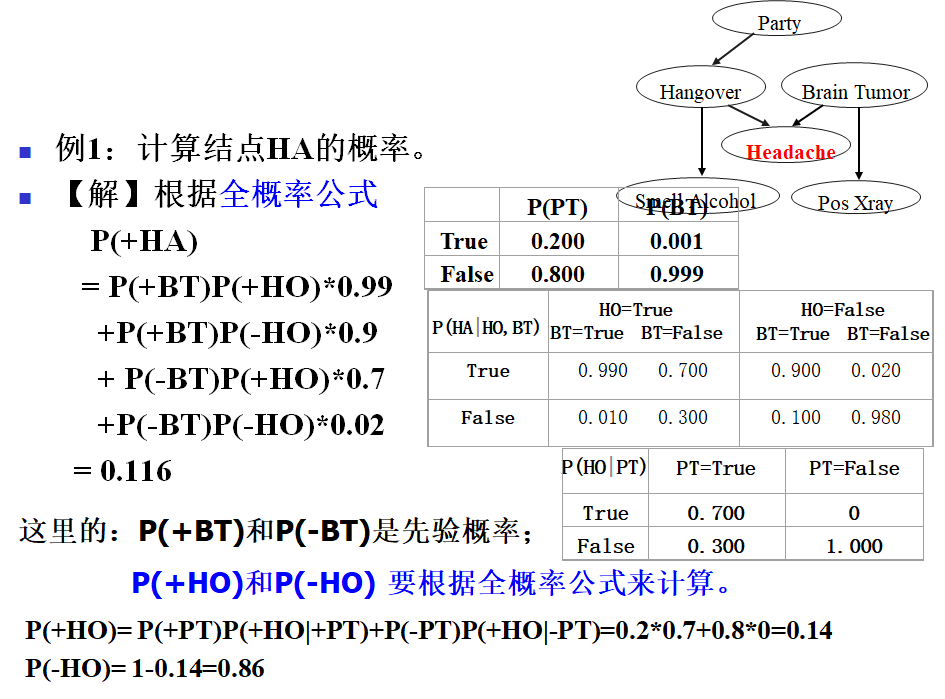 Party
Hangover
Brain Tumor
Headache
Smell Alcohol
Pos Xray
■ 例1：计算结点HA的概率。
■ 【解】根据全概率公式
P(+HA)
= P(+BT)P(+HO)*0.99
+P(+BT)P(-HO)*0.9
+ P(-BT)P(+HO)*0.7
+P(-BT)P(-HO)*0.02
= 0.116
P(PT) P(BT)
True 0.200 0.001
False 0.800 0.999
P(HA|HO,BT) HO=True HO=False
BT=True BT=False BT=True BT=False
True 0.990 0.700 0.900 0.020
False 0.010 0.300 0.100 0.980
P(HO|PT) PT=True PT=False
True 0.700 0
False 0.300 1.000
这里的：P(+BT)和P(-BT)是先验概率；
P(+HO)和P(-HO) 要根据全概率公式来计算。
P(+HO)= P(+PT)P(+HO|+PT)+P(-PT)P(+HO|-PT)=0.2*0.7+0.8*0=0.14
P(-HO)= 1-0.14=0.86